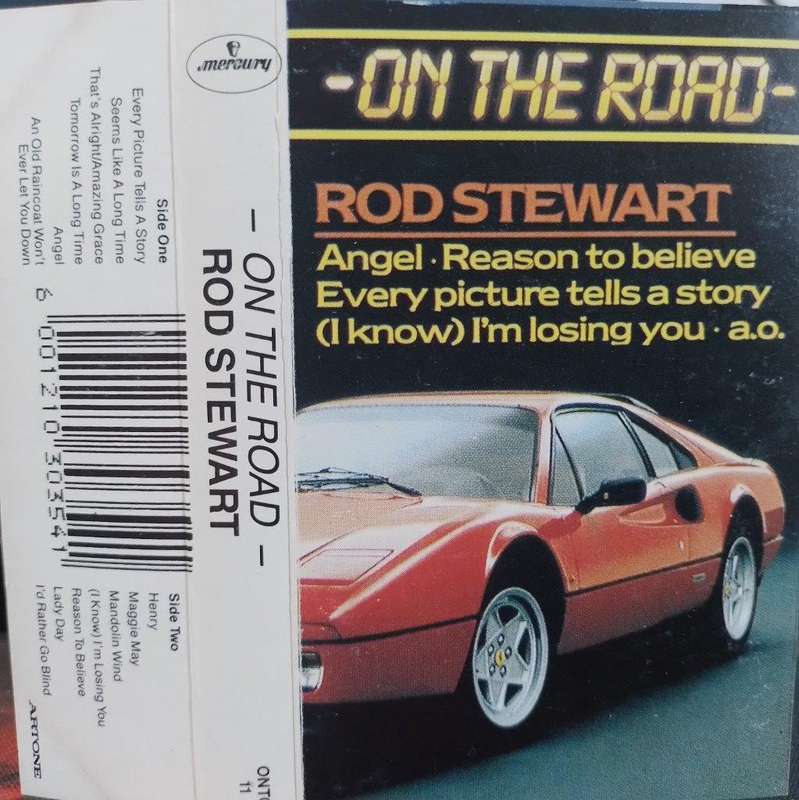 mercury
Side One
Every Picture Tells A Story
Seems Like A Long Time
That's Alright/Amazing Grace
Tomorrow Is A Long Time
Angel
An Old Raincoat Won't
Ever Let You Down
6 001210 303541
Side Two
Henry
Maggie May
Mandolin Wind
(I Know) I'm Losing You
Reason To Believe
Lady Day
I'd Rather Go Blind
ARTONE
- ON THE ROAD -
ROD STEWART
11
-ON THE ROAD-
ROD STEWART
Angel · Reason to believe
Every picture tells a story
(I know) I'm losing you · a.o.